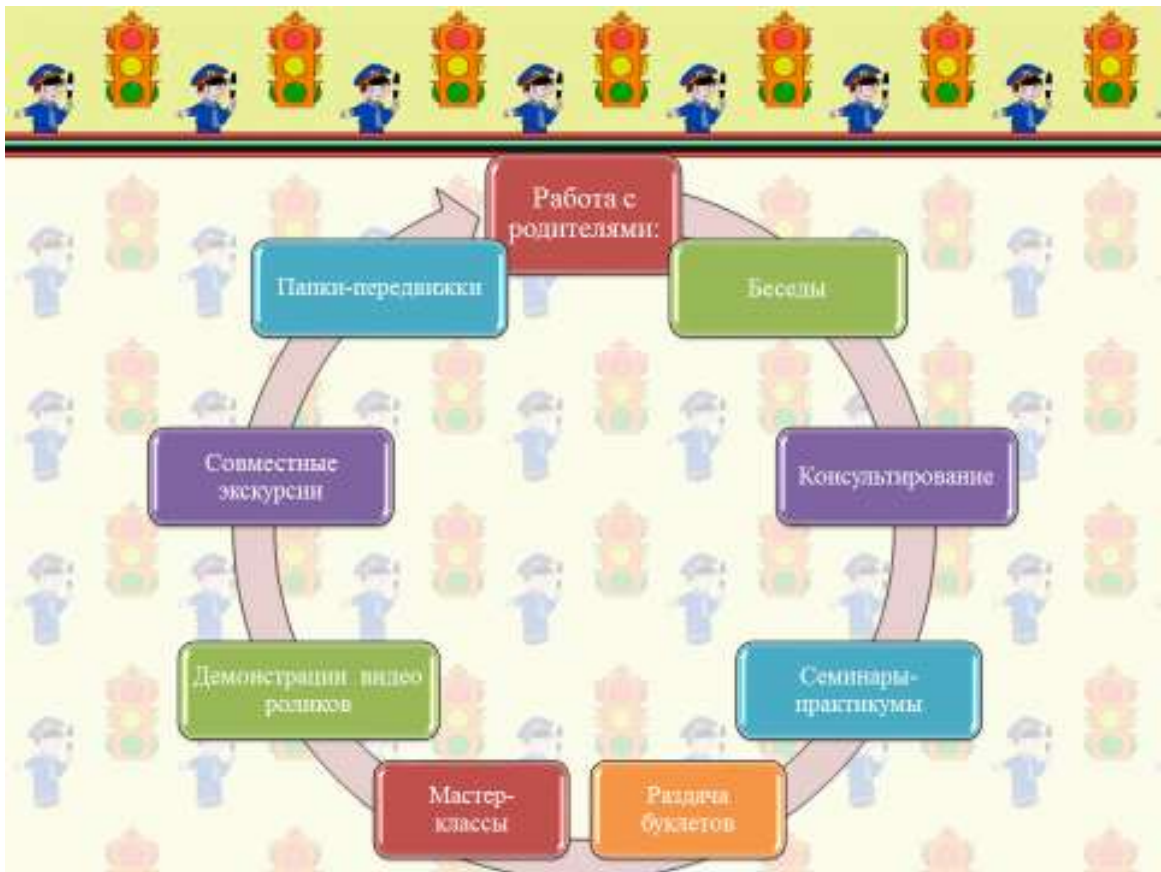 Работа с
родителями:
Беседы
Консультирование
Семинары-
практикумы
Раздача
буклетов
Мастер-
классы
Демонстрации видео
роликов
Совместные
экскурсии
Папки-передвижки